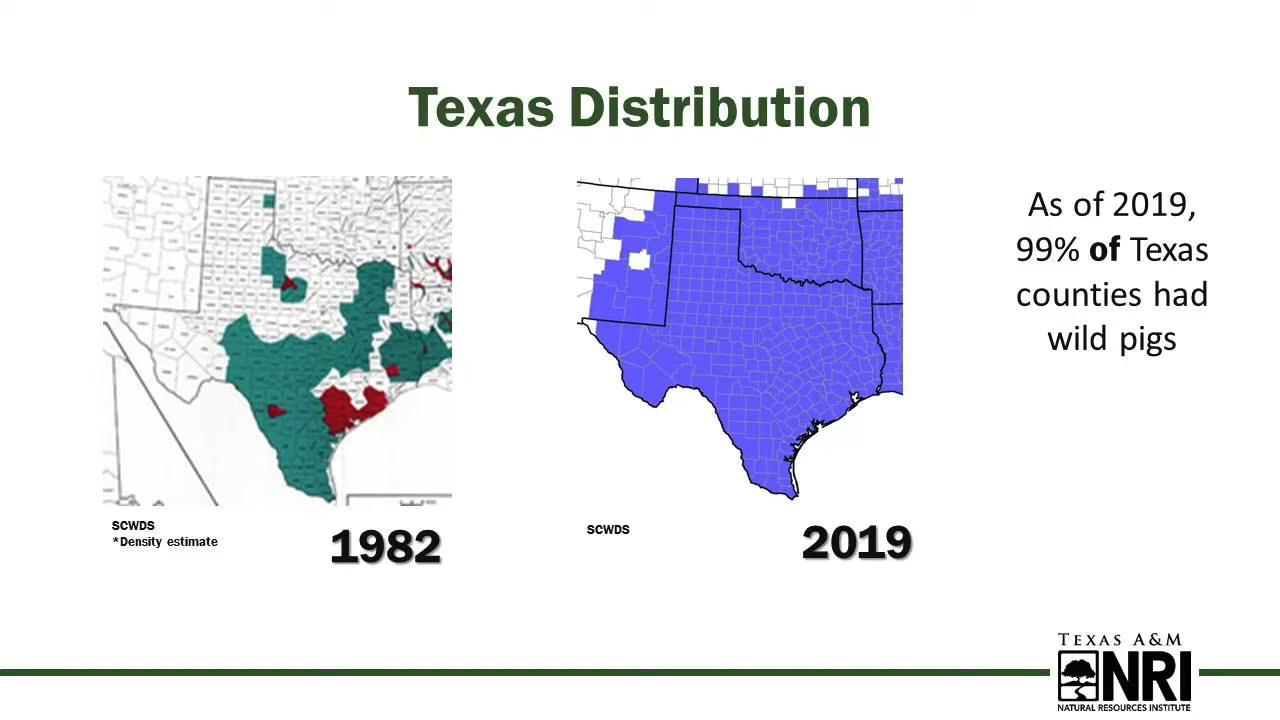 Texas Distribution
As of 2019,
99% of Texas
counties had
wild pigs
SCWDS
*Density estimate
1982
SCWDS
2019
TEXAS A&M
NRI
NATURAL RESOURCES INSTITUTE